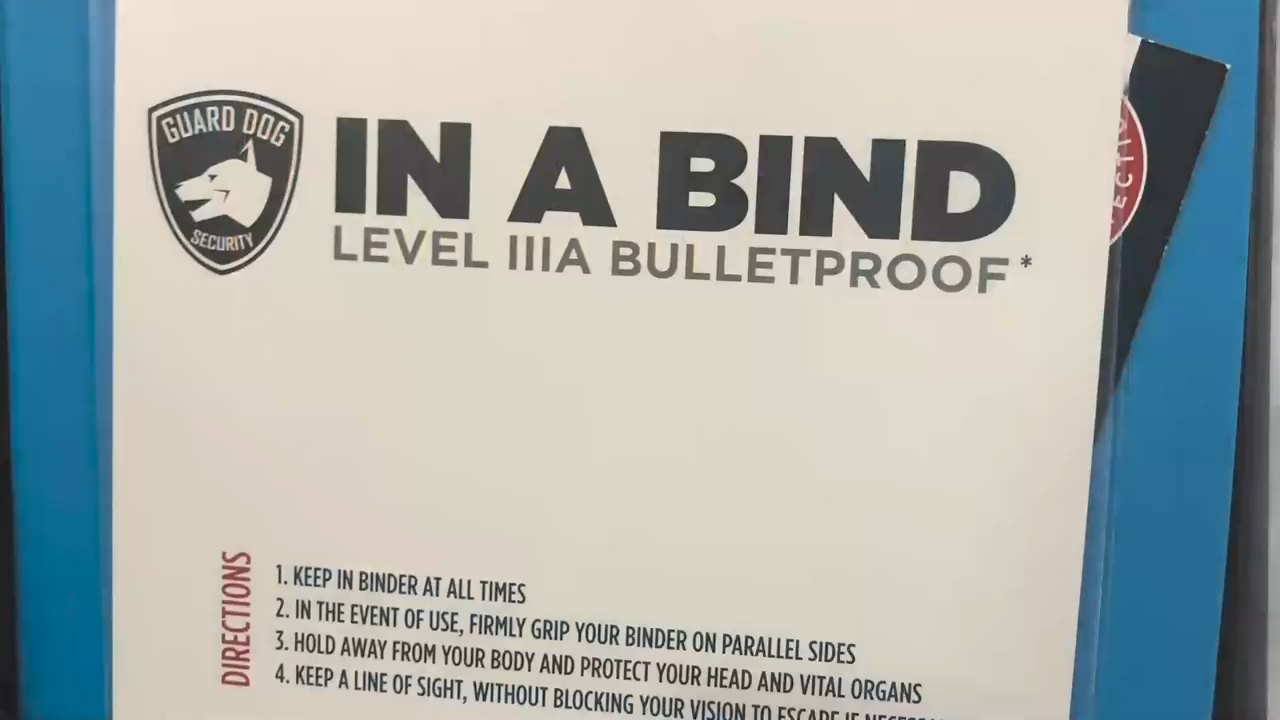 GUARD DOG
SECURITY
IN A BIND
LEVEL IIIA BULLETPROOF*
DIRECTIONS
1. KEEP IN BINDER AT ALL TIMES
2. IN THE EVENT OF USE, FIRMLY GRIP YOUR BINDER ON PARALLEL SIDES
3. HOLD AWAY FROM YOUR BODY AND PROTECT YOUR HEAD AND VITAL ORGANS
4. KEEP A LINE OF SIGHT, WITHOUT BLOCKING YOUR VISION TO ESCAPE IF